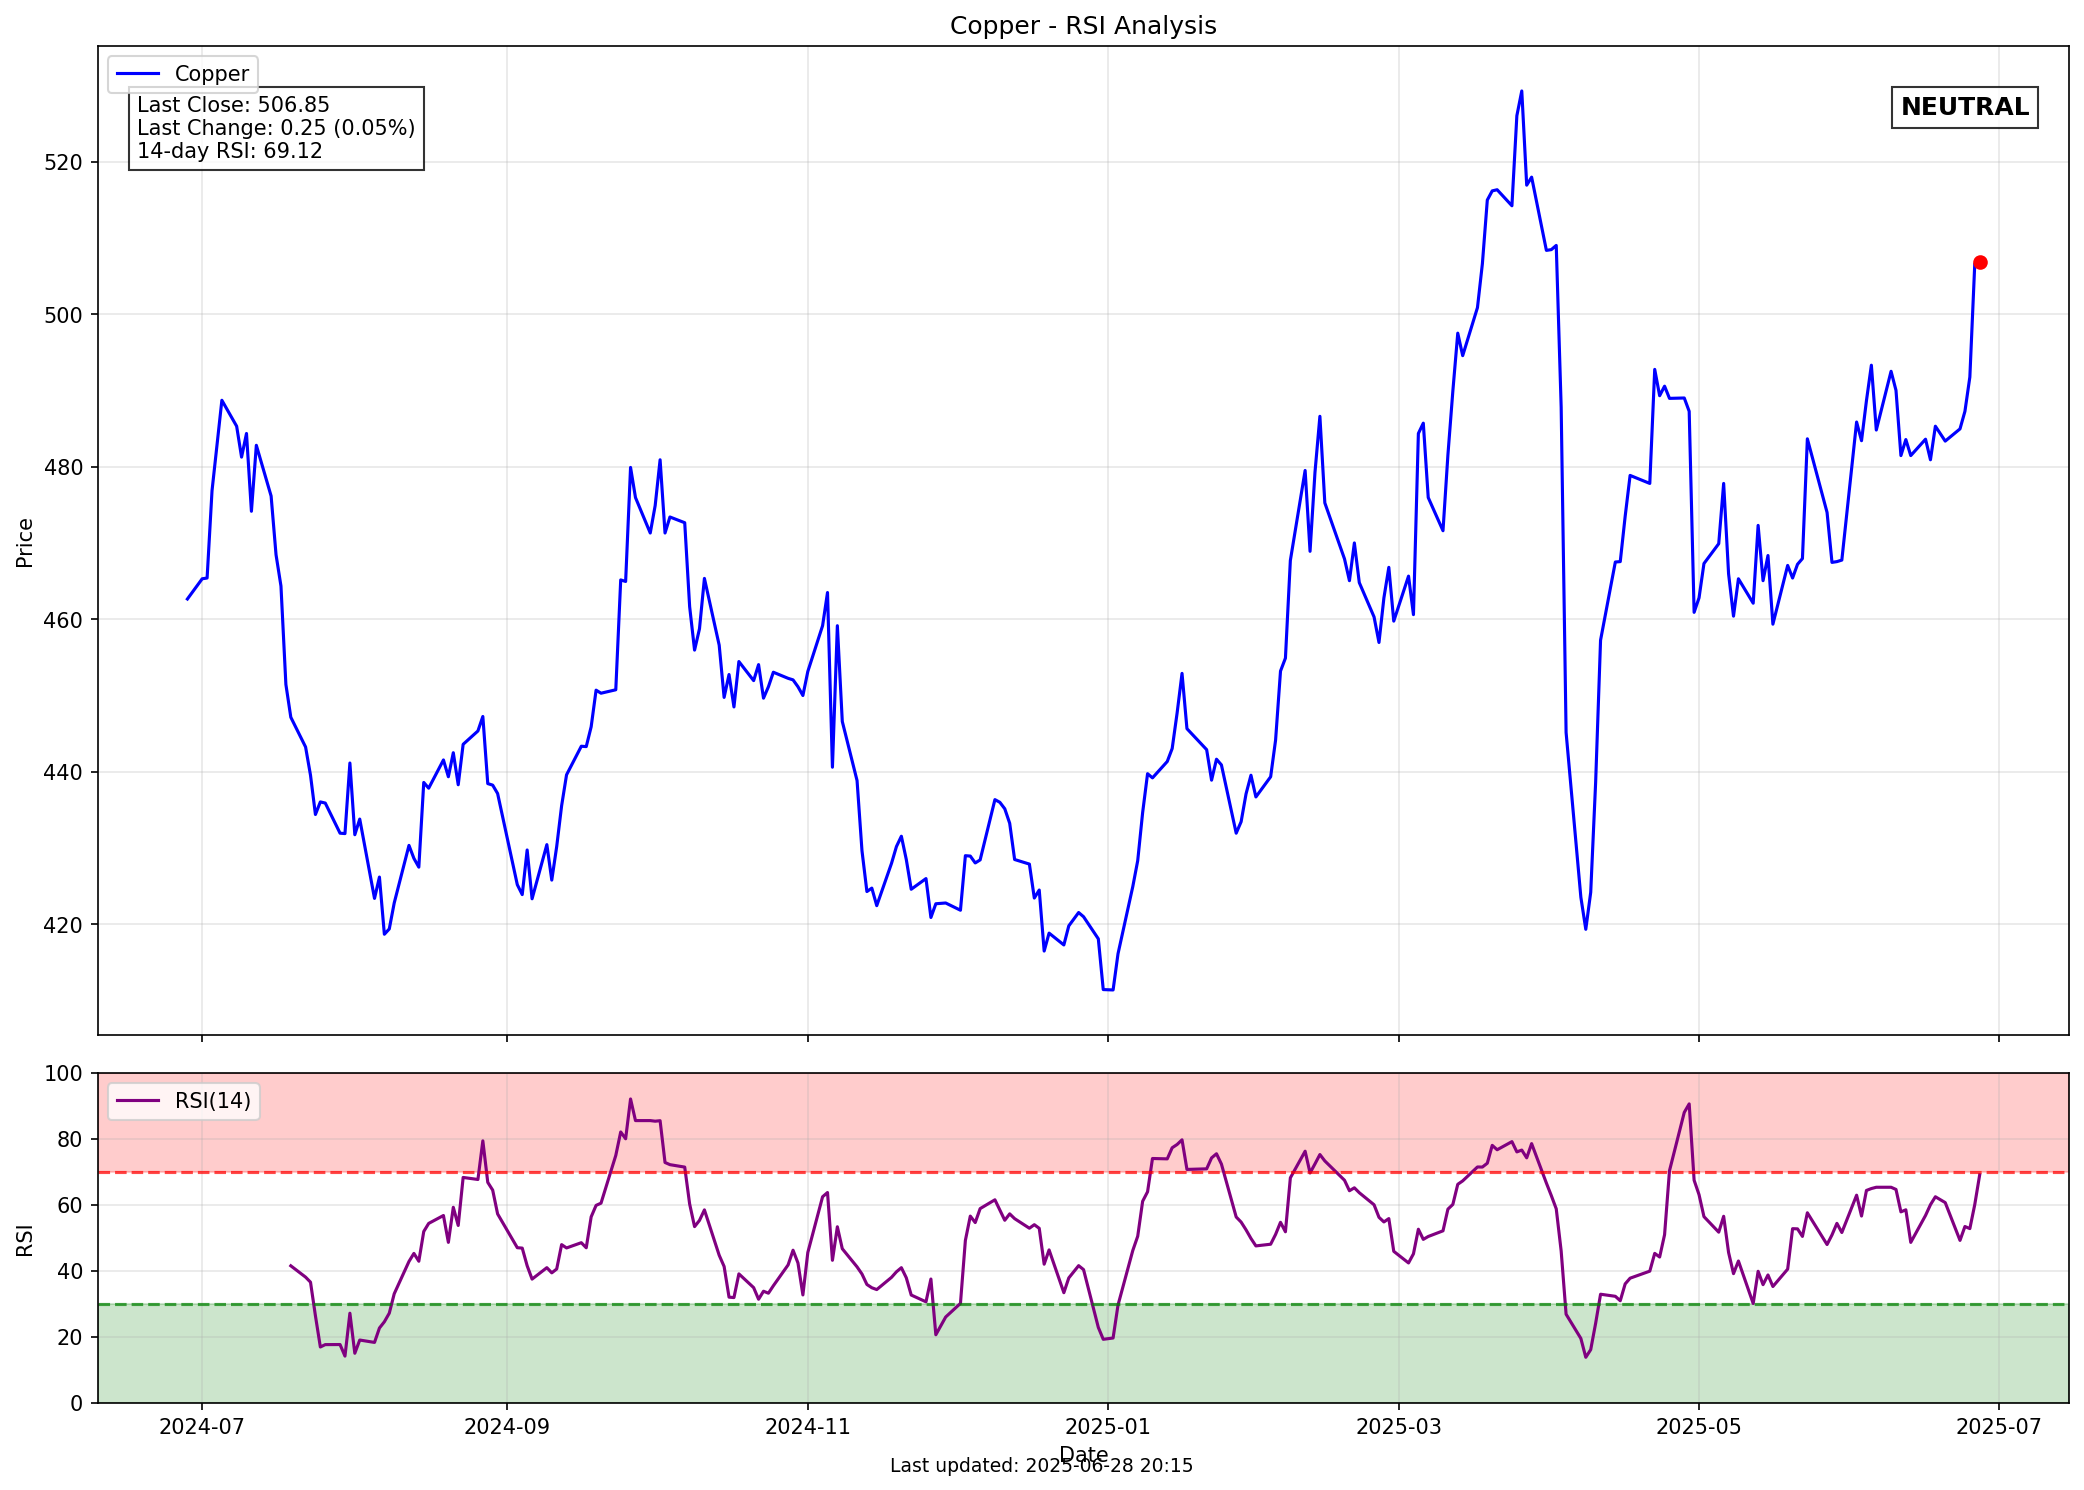 Copper - RSI Analysis
Copper
Last Close: 506.85
Last Change: 0.25 (0.05%)
14-day RSI: 69.12
NEUTRAL
520
500
480
460
440
420
Price
100
80
60
40
20
0
RSI
RSI(14)
2024-07
2024-09
2024-11
2025-01
2025-03
2025-05
2025-07
Date
Last updated: 2025-06-28 20:15